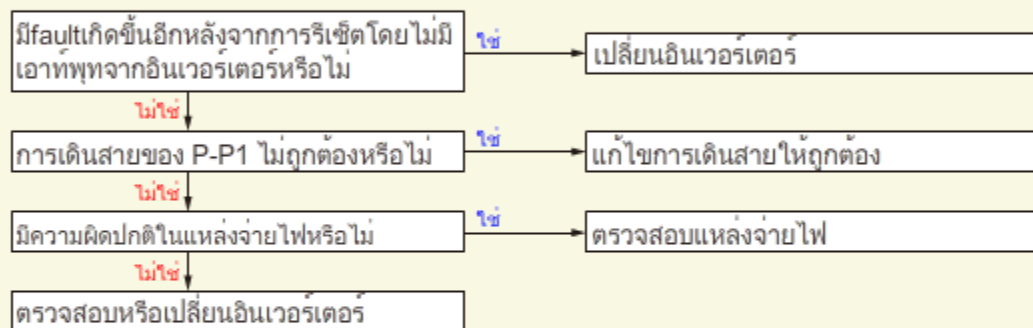 มีfaultเกิดขึ้นอีกหลังจากการรีเซ็ตโดยไม่มี
เอาท์พุทจากอินเวอร์เตอร์หรือไม่
ใช่
เปลี่ยนอินเวอร์เตอร์
ไม่ใช่
การเดินสายของ P-P1 ไม่ถูกต้องหรือไม่
ใช่
แก้ไขการเดินสายให้ถูกต้อง
ไม่ใช่
มีความผิดปกติในแหล่งจ่ายไฟหรือไม่
ใช่
ตรวจสอบแหล่งจ่ายไฟ
ไม่ใช่
ตรวจสอบหรือเปลี่ยนอินเวอร์เตอร์